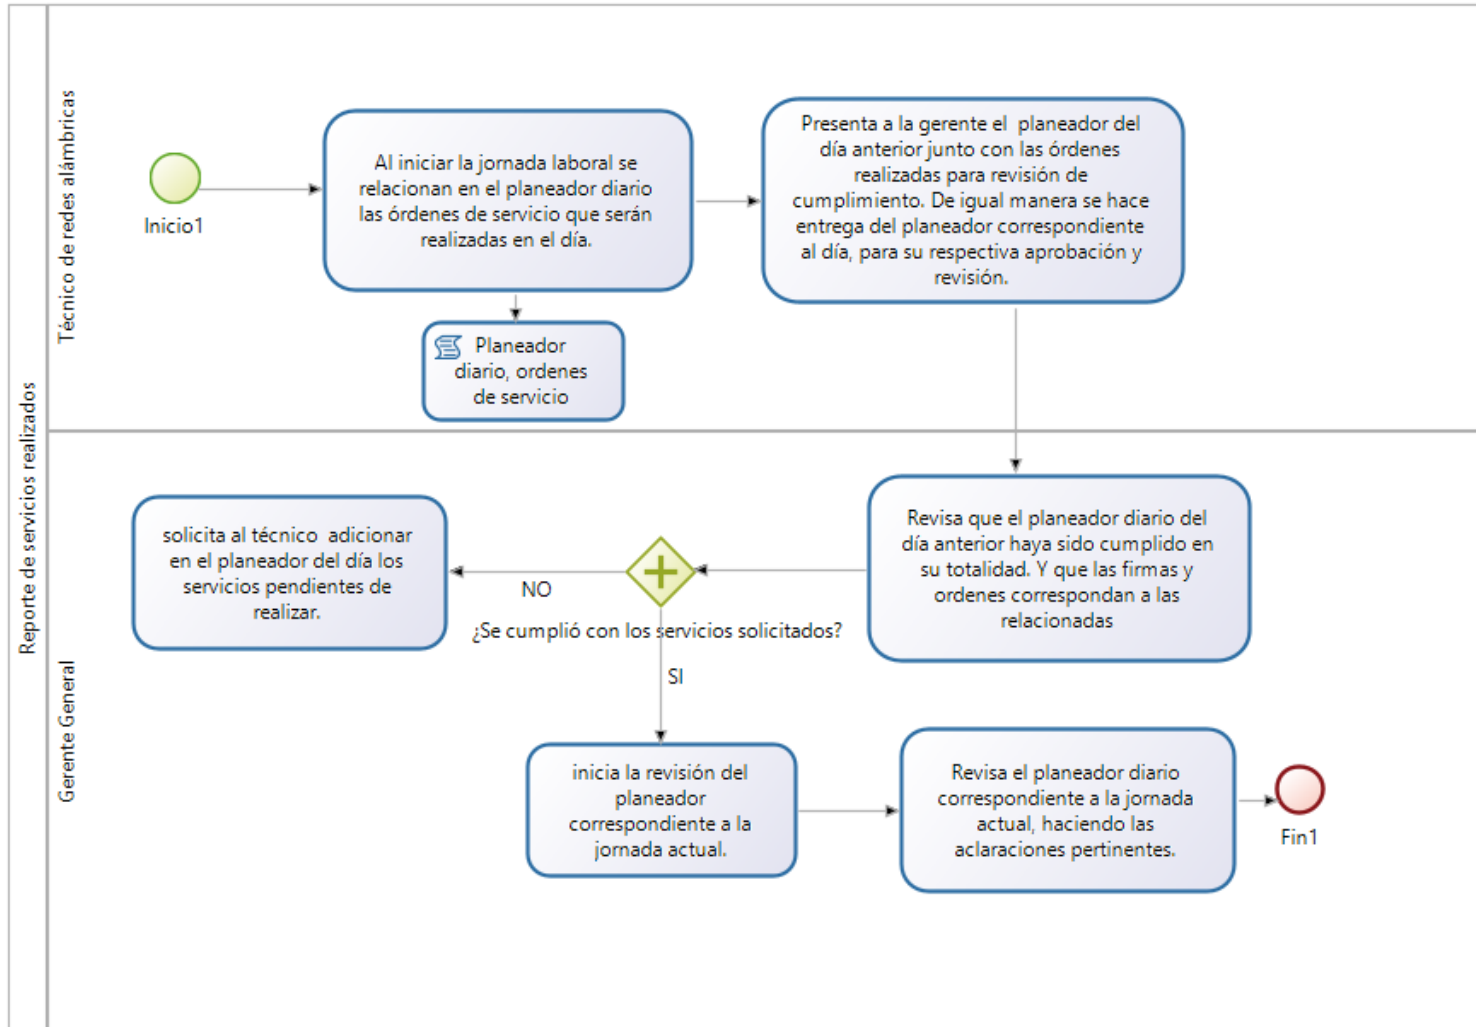 Reporte de servicios realizados
Técnico de redes alámbricas
Inicio1
Al iniciar la jornada laboral se
relacionan en el planeador diario
las órdenes de servicio que serán
realizadas en el día.
Presenta a la gerente el planeador del
día anterior junto con las órdenes
realizadas para revisión de
cumplimiento. De igual manera se hace
entrega del planeador correspondiente
al día, para su respectiva aprobación y
revisión.
Planeador
diario, ordenes
de servicio
Gerente General
Revisa que el planeador diario del
día anterior haya sido cumplido en
su totalidad. Y que las firmas y
ordenes correspondan a las
relacionadas
¿Se cumplió con los servicios solicitados?
NO
solicita al técnico adicionar
en el planeador del día los
servicios pendientes de
realizar.
SI
inicia la revisión del
planeador
correspondiente a la
jornada actual.
Revisa el planeador diario
correspondiente a la jornada
actual, haciendo las
aclaraciones pertinentes.
Fin1